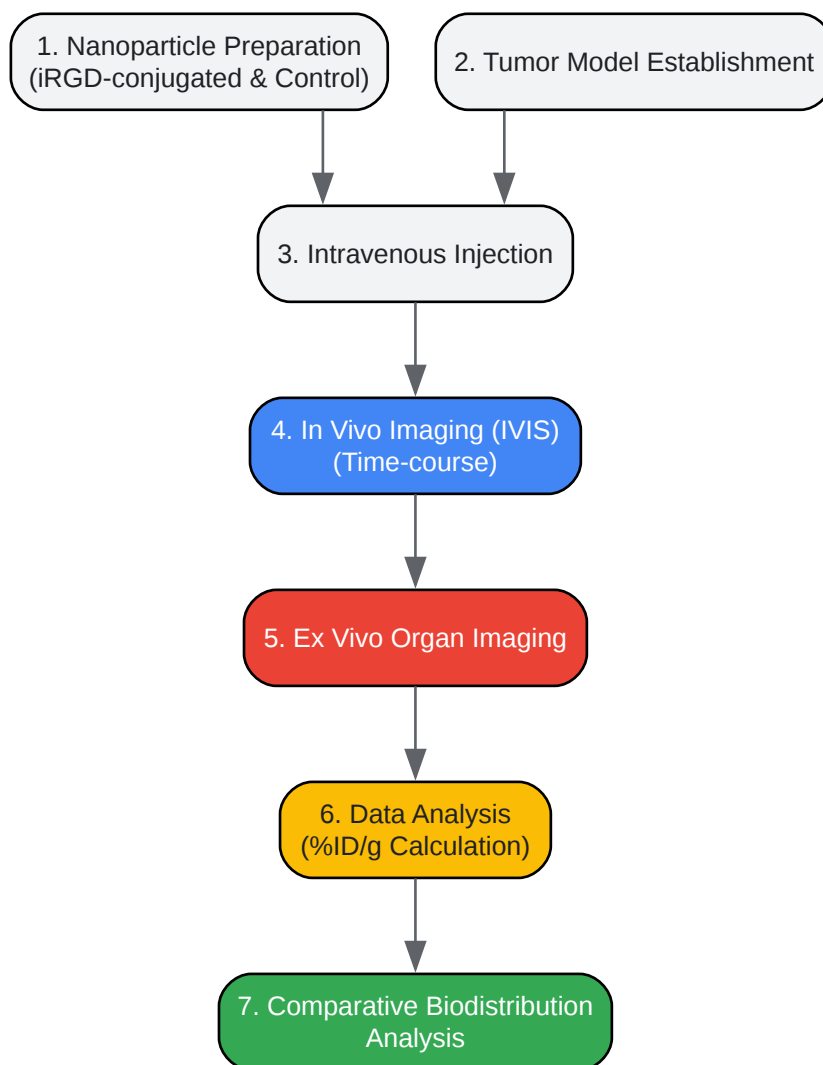 1. Nanoparticle Preparation
(iRGD-conjugated & Control)
2. Tumor Model Establishment
3. Intravenous Injection
4. In Vivo Imaging (IVIS)
(Time-course)
5. Ex Vivo Organ Imaging
6. Data Analysis
(%ID/g Calculation)
7. Comparative Biodistribution
Analysis